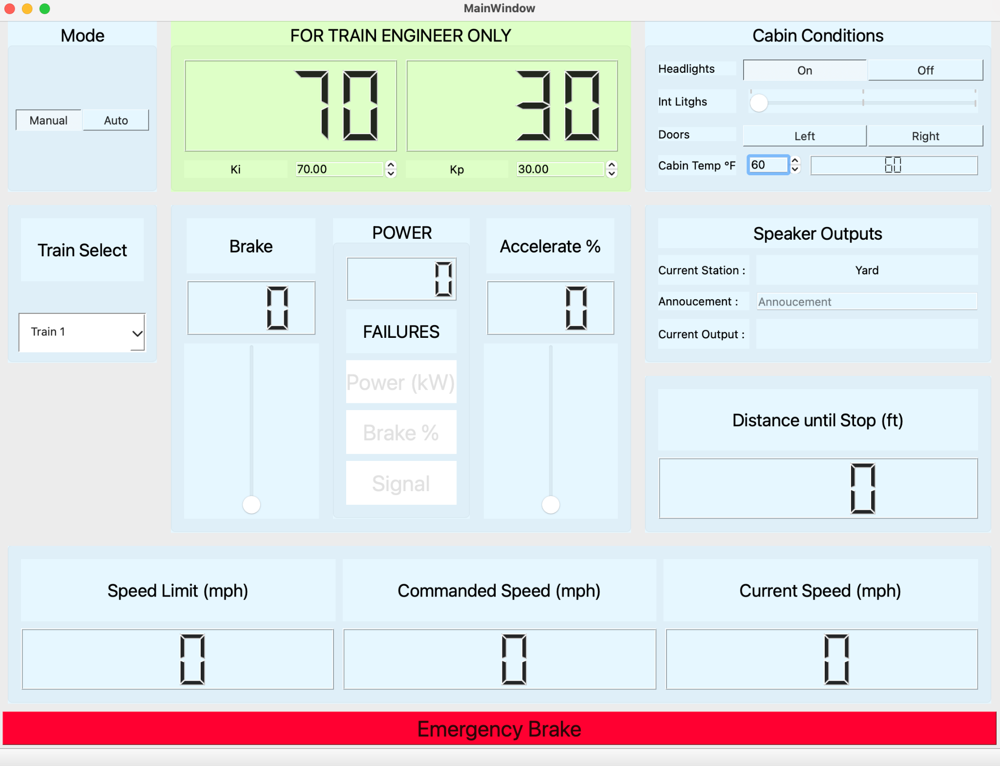 MainWindow
Mode
Manual
Auto
FOR TRAIN ENGINEER ONLY
70
30
Ki
70.00
Kp
30.00
Cabin Conditions
Headlights
On
Off
Int Litghs
Doors
Left
Right
Cabin Temp °F
60
60
Train Select
Train 1
Brake
0
POWER
0
FAILURES
Power (kW)
Brake %
Signal
Accelerate %
0
Speaker Outputs
Current Station :
Yard
Annoucement :
Annoucement
Current Output :
Distance until Stop (ft)
0
Speed Limit (mph)
0
Commanded Speed (mph)
0
Current Speed (mph)
0
Emergency Brake